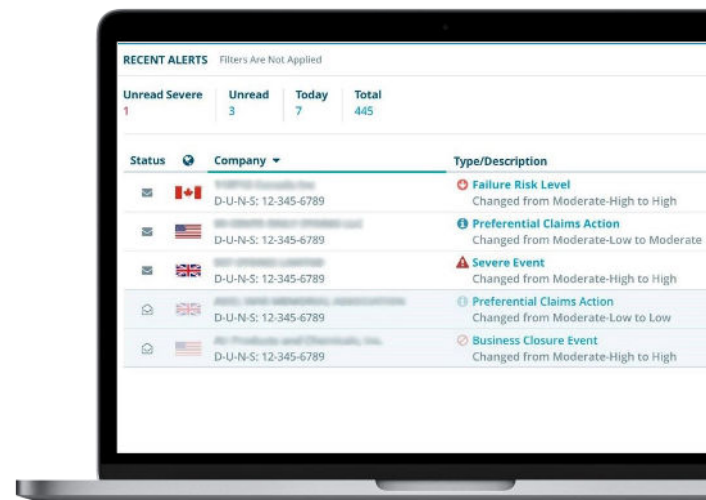 RECENT ALERTS Filters Are Not Applied
Unread Severe Unread Today Total
1 3 7 445
Status Company Type/Description
Failure Risk Level
D-U-N-S: 12-345-6789 Changed from Moderate-High to High
Preferential Claims Action
D-U-N-S: 12-345-6789 Changed from Moderate-Low to Moderate
Severe Event
D-U-N-S: 12-345-6789 Changed from Moderate-High to High
Preferential Claims Action
D-U-N-S: 12-345-6789 Changed from Moderate-Low to Low
Business Closure Event
D-U-N-S: 12-345-6789 Changed from Moderate-High to High